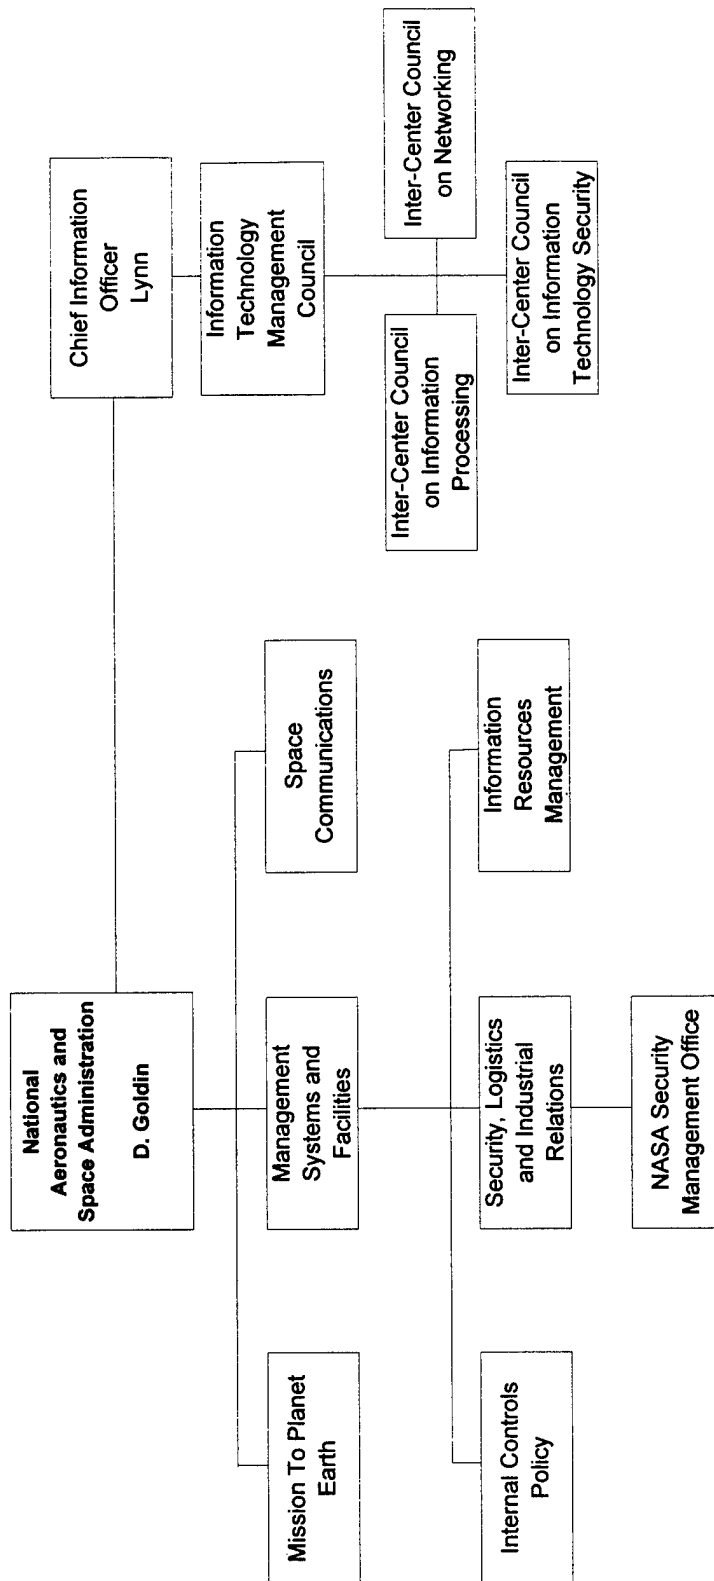 National
Aeronautics and
Space Administration
D. Goldin
Chief Information
Officer
Lynn
Mission To Planet
Earth
Management
Systems and
Facilities
Space
Communications
Information
Technology
Management
Council
Internal Controls
Policy
Security, Logistics
and Industrial
Relations
Information
Resources
Management
Inter-Center Council
on Information
Processing
Inter-Center Council
on Networking
NASA Security
Management Office
Inter-Center Council
on Information
Technology Security